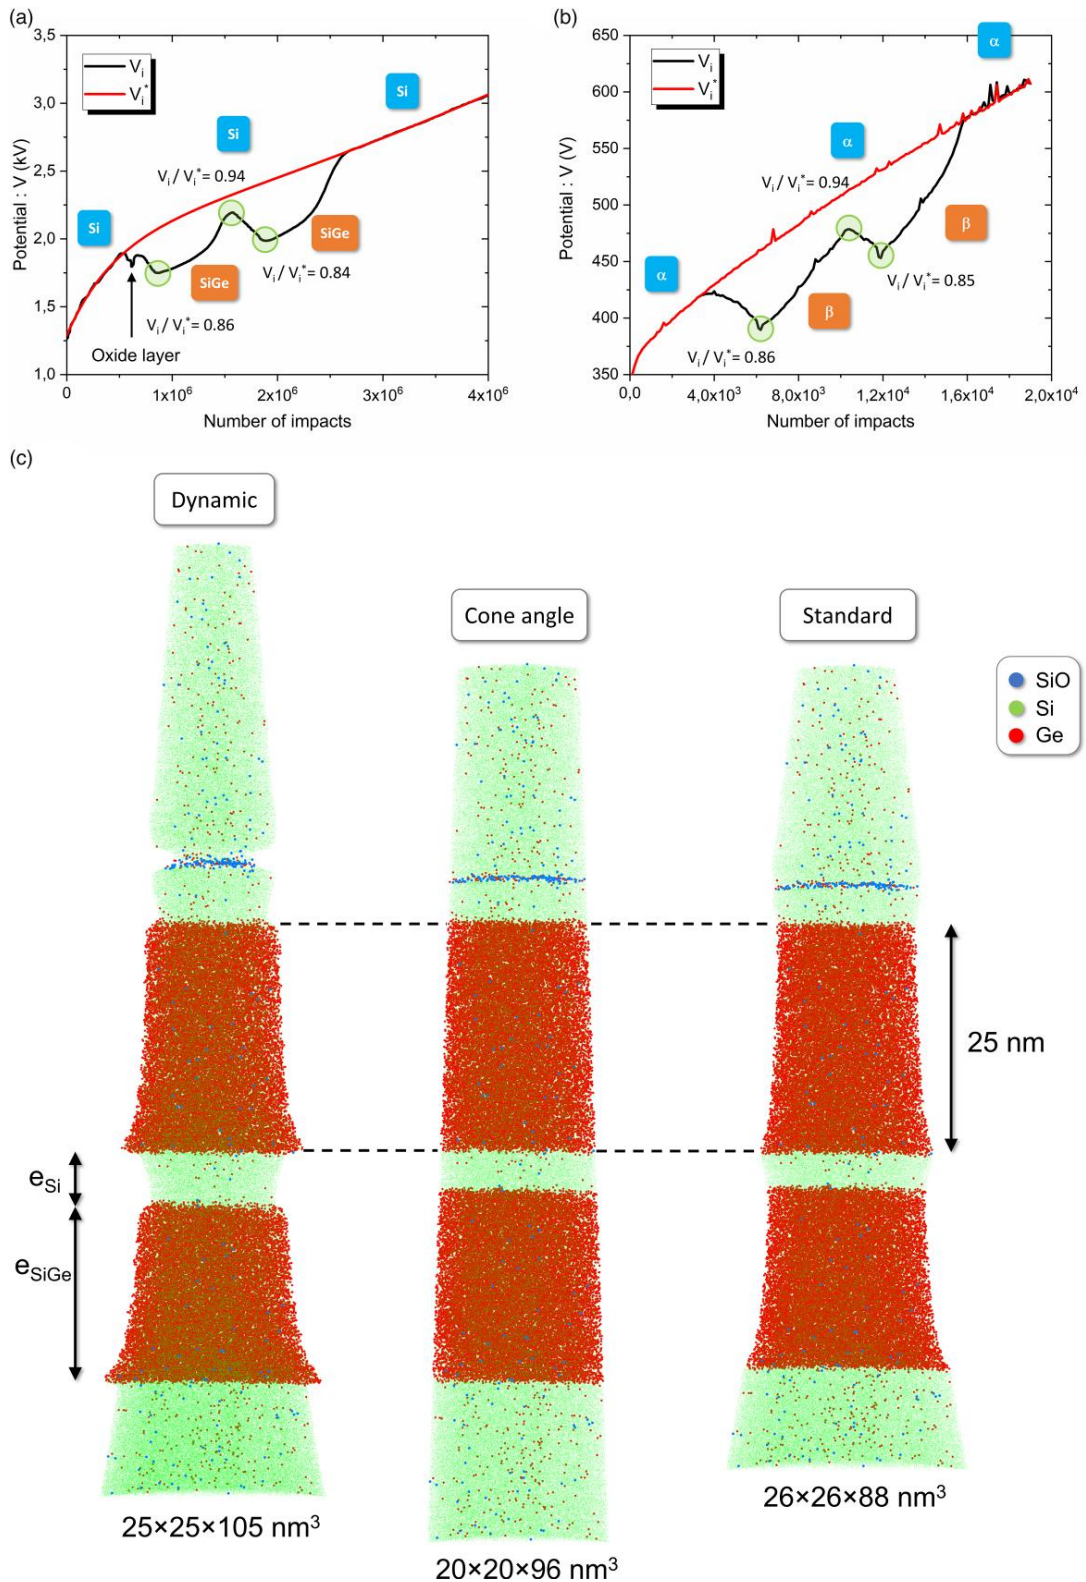 (a)
3,5
3,0
2,5
2,0
1,5
1,0
Potential : V (kV)
V_i
V_i^*
Si
Si
Si
V_i / V_i^* = 0.94
SiGe
SiGe
V_i / V_i^* = 0.84
V_i / V_i^* = 0.86
Oxide layer
0 1x10^6 2x10^6 3x10^6 4x10^6
Number of impacts
(b)
650
600
550
500
450
400
350
Potential : V (V)
V_i
V_i^*
α
α
α
V_i / V_i^* = 0.94
β
β
V_i / V_i^* = 0.85
V_i / V_i^* = 0.86
0,0 4,0x10^3 8,0x10^3 1,2x10^4 1,6x10^4 2,0x10^4
Number of impacts
(c)
Dynamic
Cone angle
Standard
SiO
Si
Ge
25 nm
e_Si
e_SiGe
25×25×105 nm^3
20×20×96 nm^3
26×26×88 nm^3